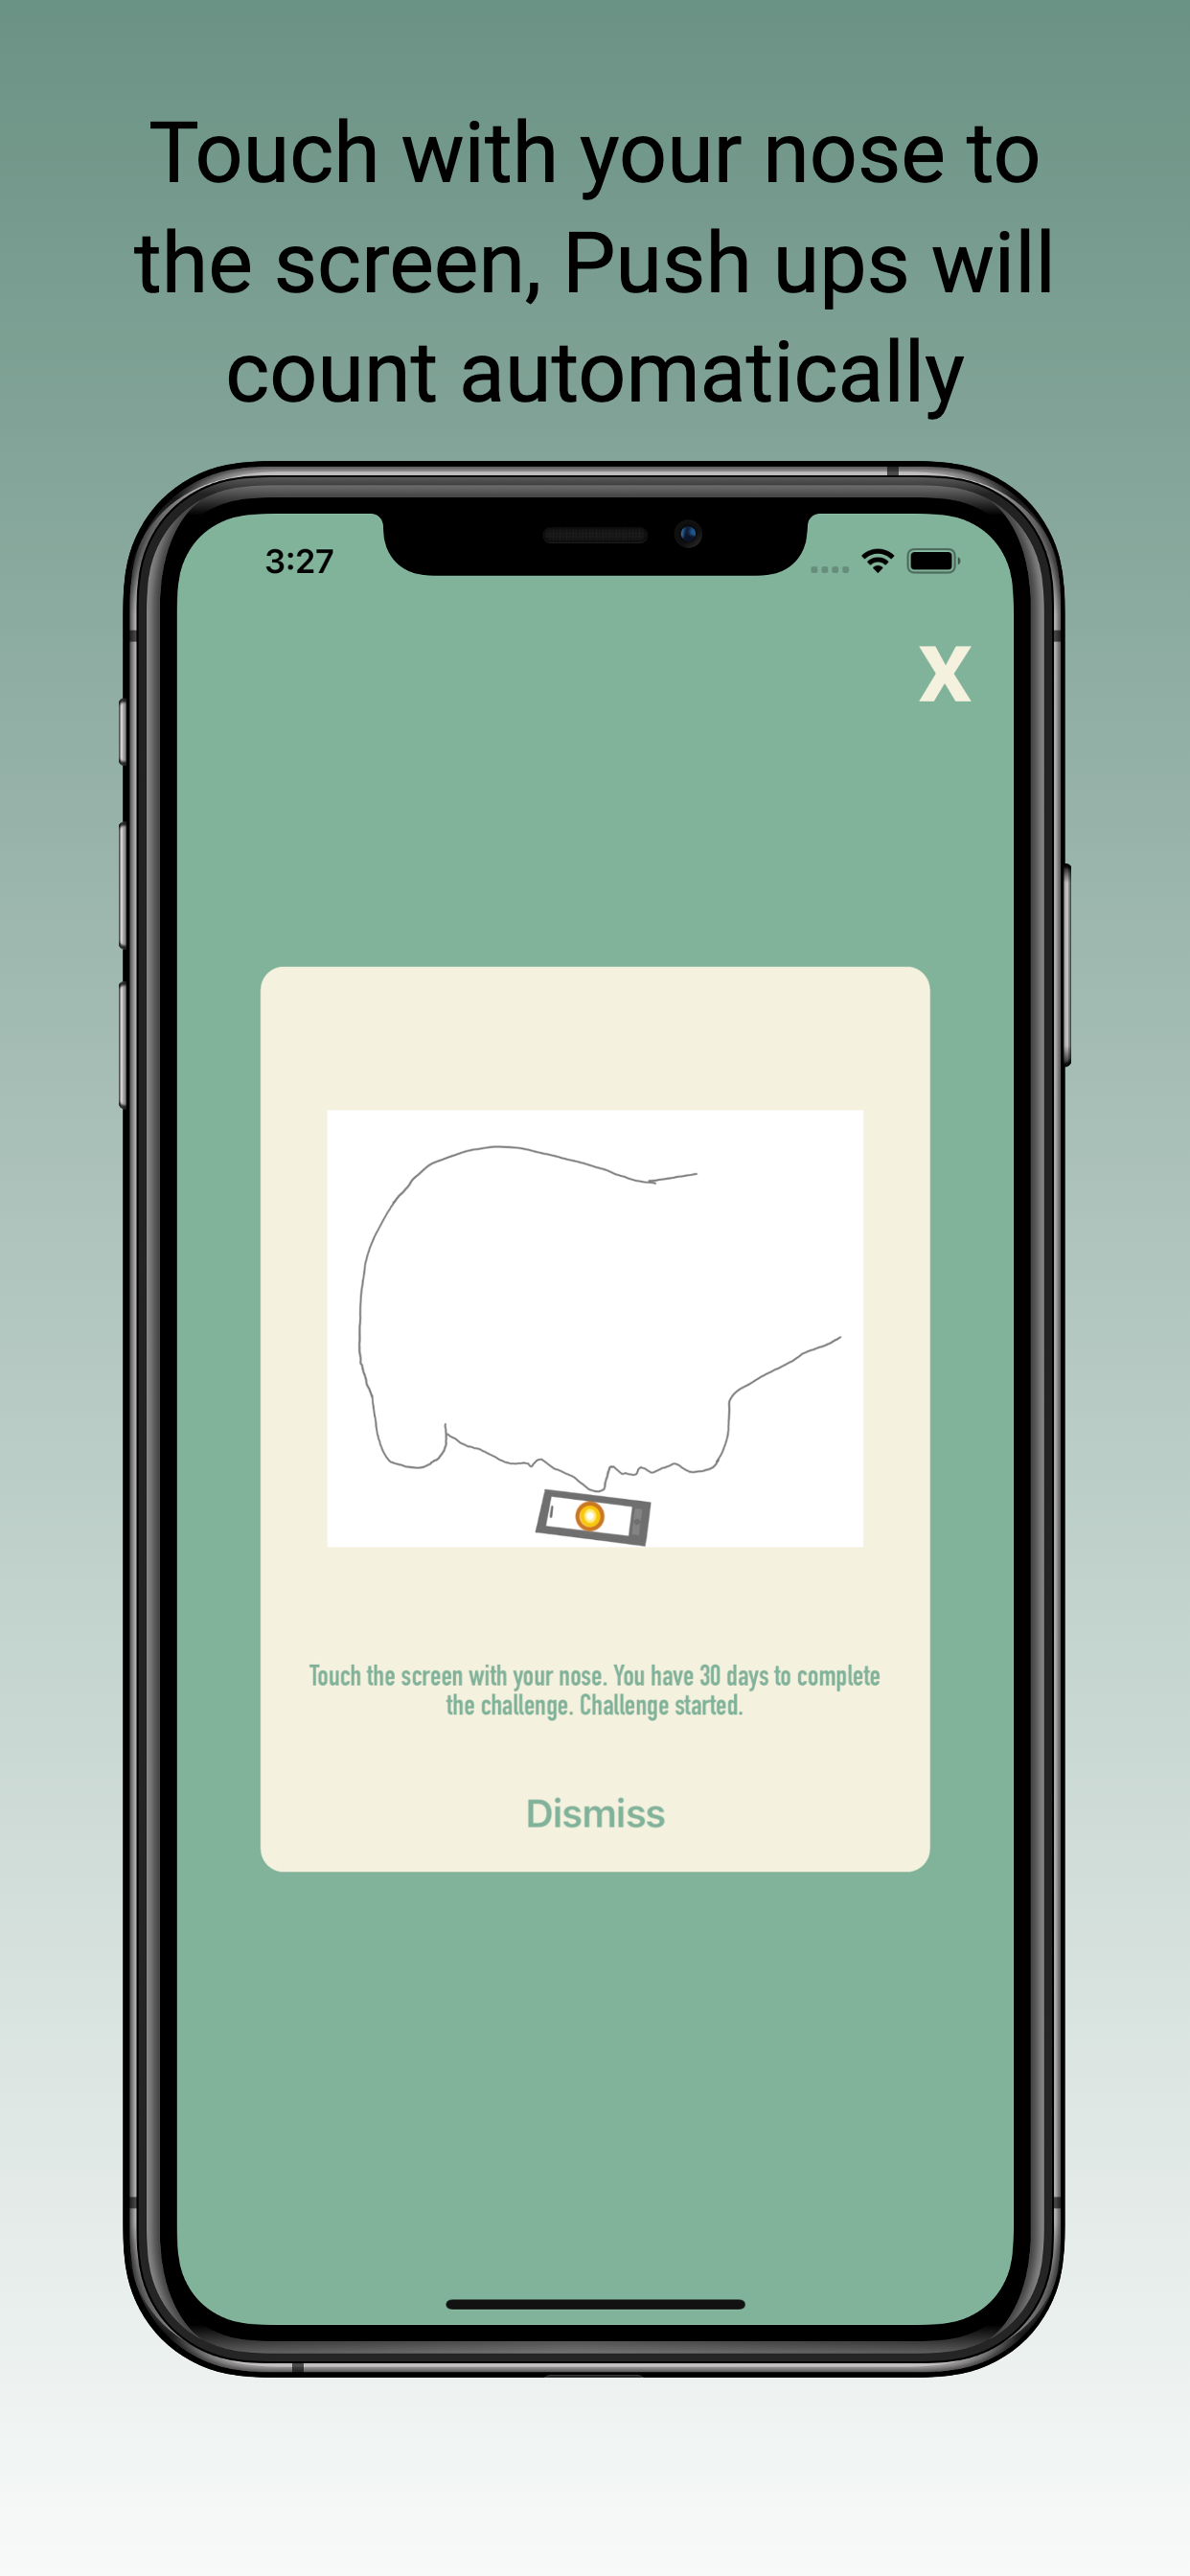 Touch with your nose to
the screen, Push ups will
count automatically
3:27
X
Touch the screen with your nose. You have 30 days to complete
the challenge. Challenge started.
Dismiss